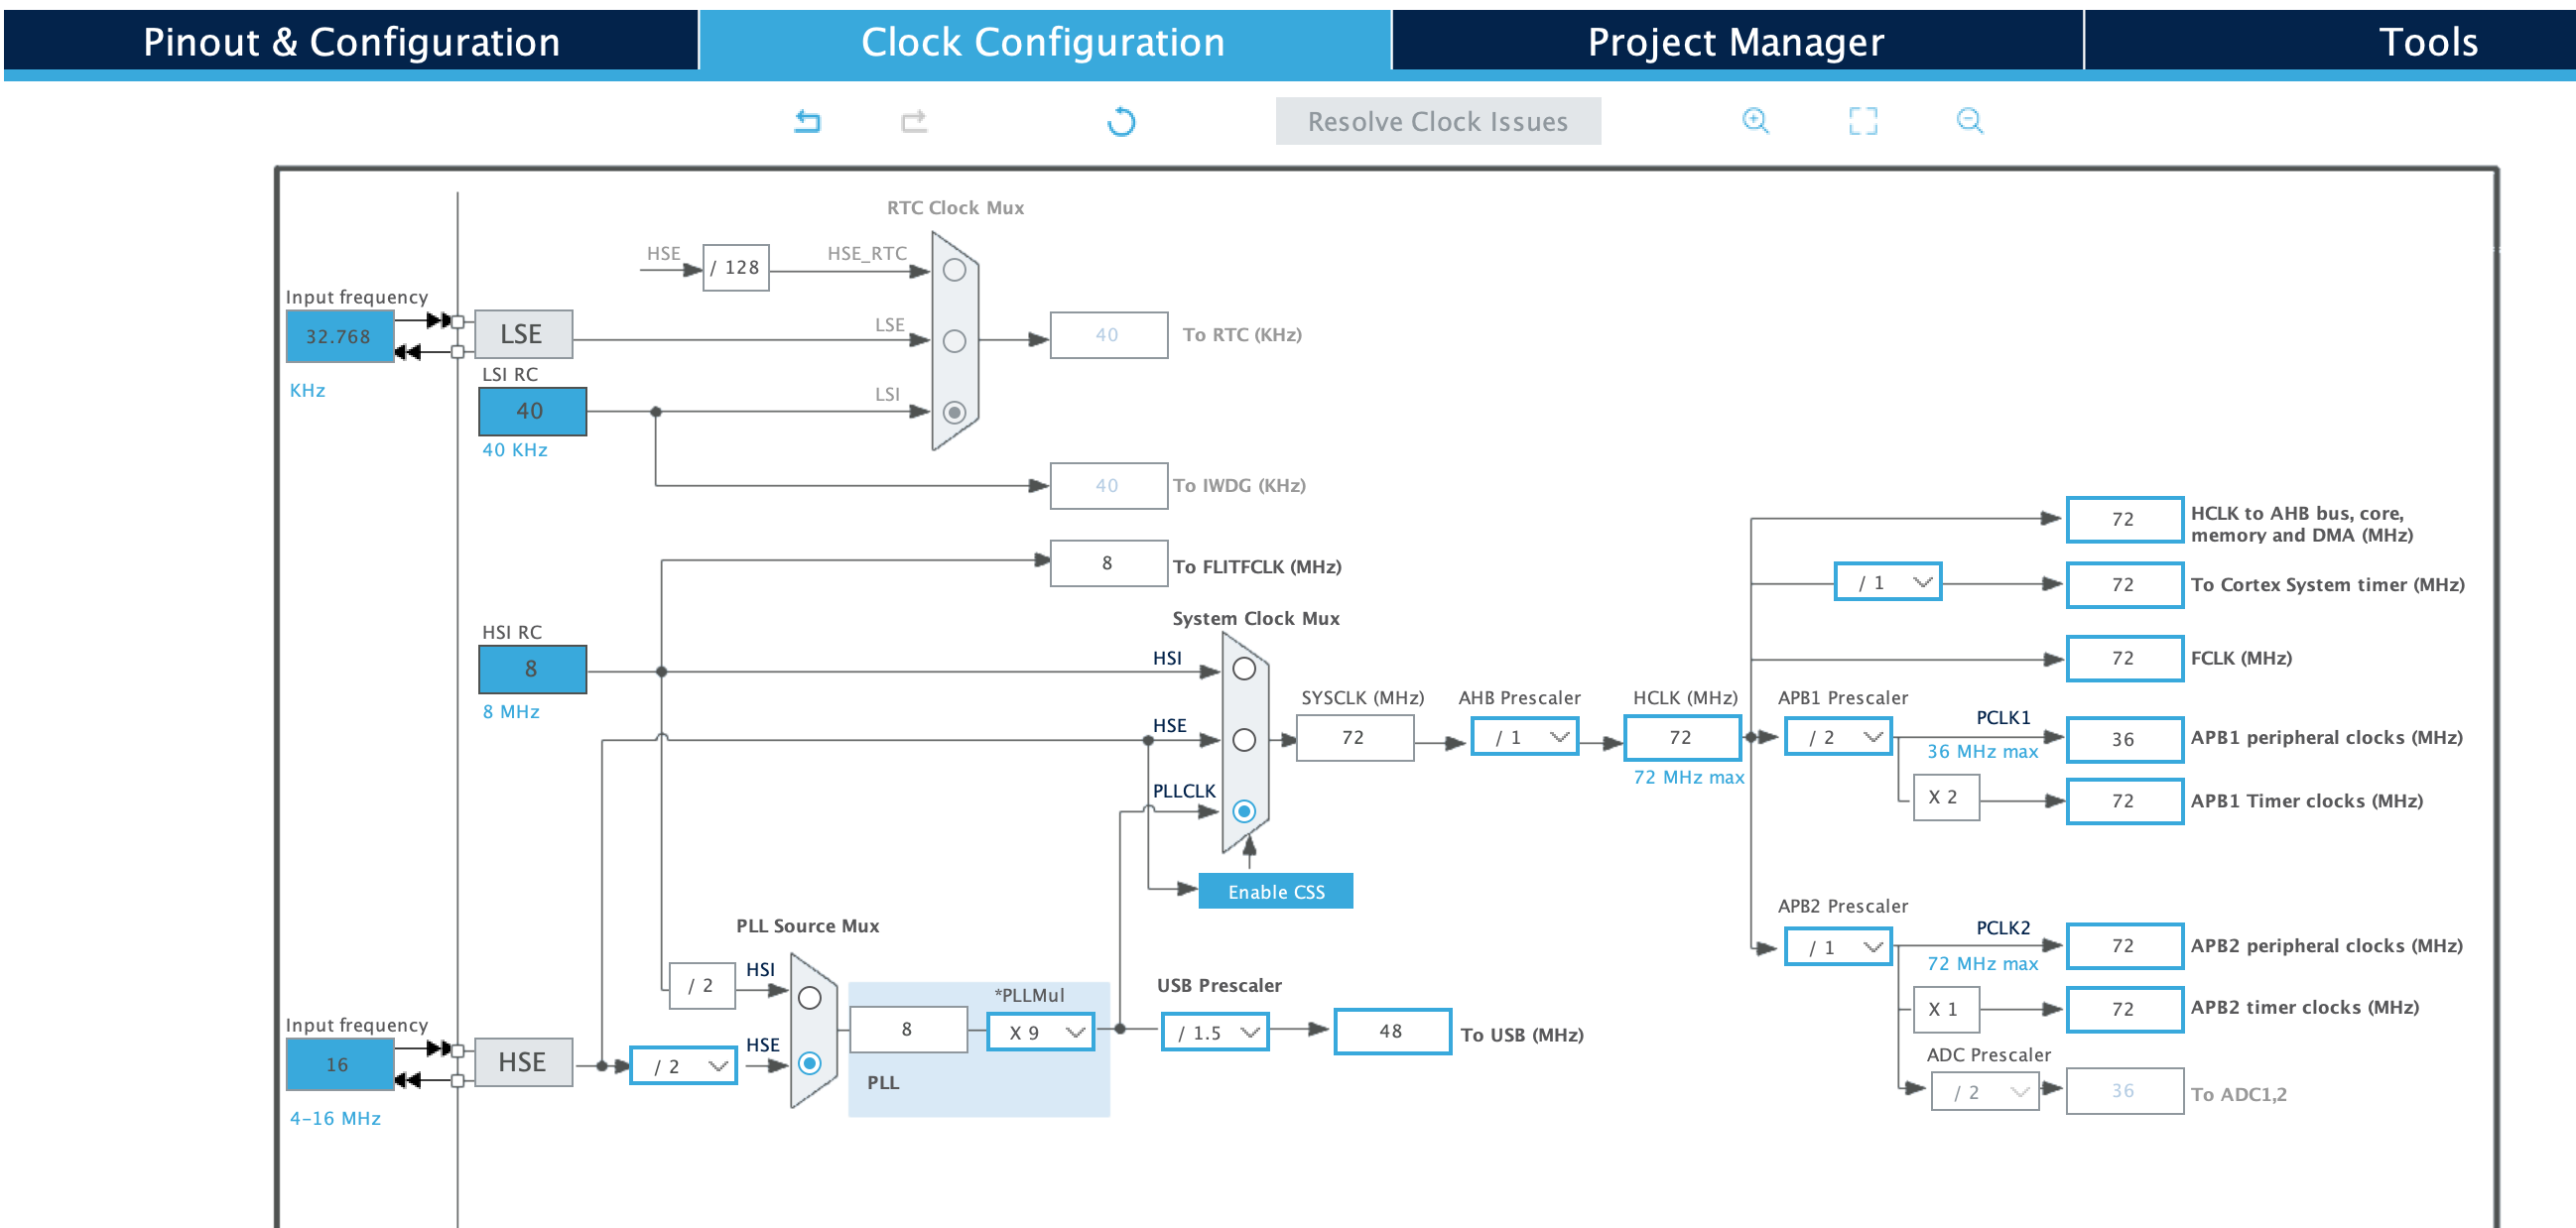 Pinout & Configuration
Clock Configuration
Project Manager
Tools
Resolve Clock Issues
RTC Clock Mux
HSE
/ 128
HSE_RTC
Input frequency
32.768
KHz
LSE
LSE
40
To RTC (KHz)
LSI RC
40
40 KHz
LSI
40
To IWDG (KHz)
8
To FLITFCLK (MHz)
System Clock Mux
HSI RC
8
8 MHz
HSI
HSE
PLLCLK
SYSCLK (MHz)
72
AHB Prescaler
/ 1
HCLK (MHz)
72
72 MHz max
Enable CSS
72
HCLK to AHB bus, core,
memory and DMA (MHz)
/ 1
72
To Cortex System timer (MHz)
72
FCLK (MHz)
APB1 Prescaler
/ 2
PCLK1
36 MHz max
36
APB1 peripheral clocks (MHz)
X 2
72
APB1 Timer clocks (MHz)
APB2 Prescaler
/ 1
PCLK2
72 MHz max
72
APB2 peripheral clocks (MHz)
X 1
72
APB2 timer clocks (MHz)
ADC Prescaler
/ 2
36
To ADC1,2
PLL Source Mux
/ 2
HSI
Input frequency
16
4-16 MHz
HSE
/ 2
HSE
8
*PLLMul
X 9
PLL
USB Prescaler
/ 1.5
48
To USB (MHz)